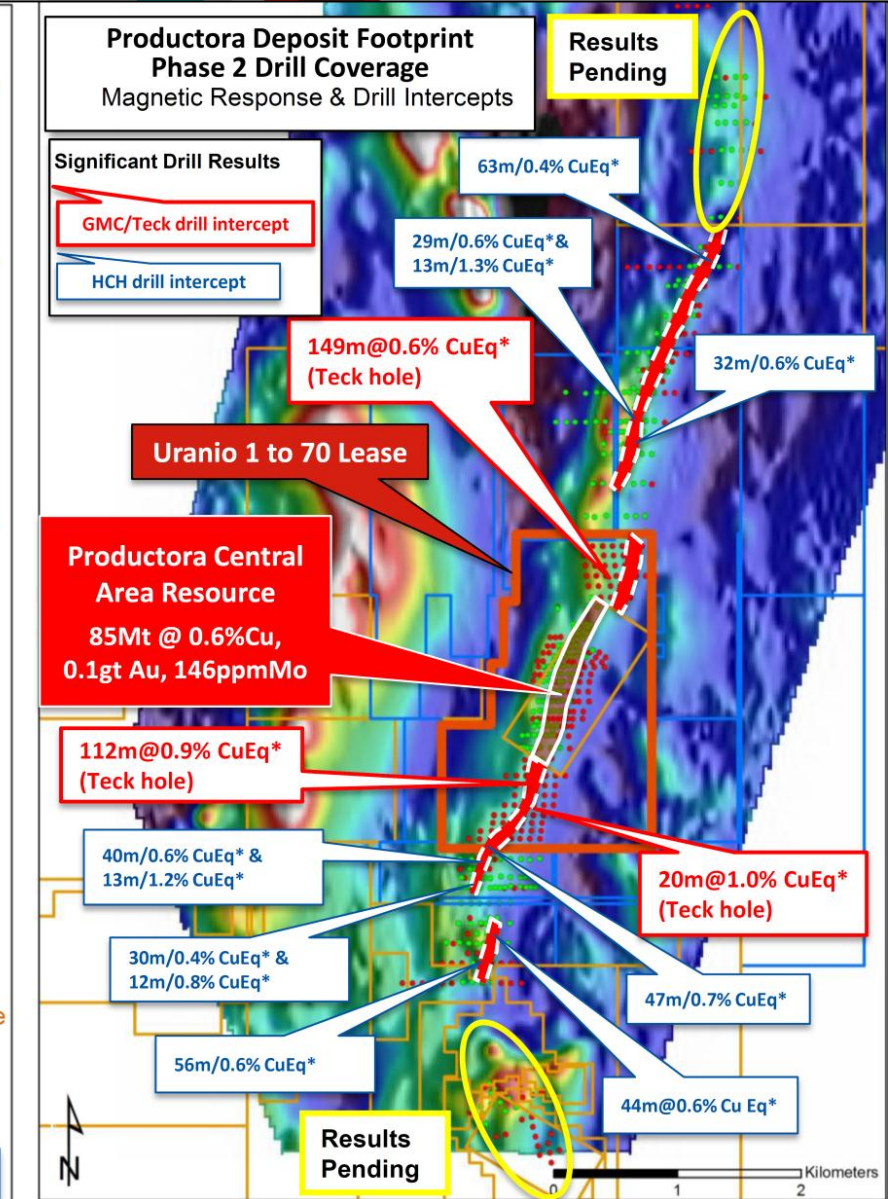 Productora Deposit Footprint
Phase 2 Drill Coverage
Magnetic Response & Drill Intercepts
Results
Pending
Significant Drill Results
GMC/Teck drill intercept
HCH drill intercept
63m/0.4% CuEq*
29m/0.6% CuEq*&
13m/1.3% CuEq*
149m@0.6% CuEq*
(Teck hole)
32m/0.6% CuEq*
Uranio 1 to 70 Lease
Productora Central
Area Resource
85Mt @ 0.6%Cu,
0.1gt Au, 146ppmMo
112m@0.9% CuEq*
(Teck hole)
40m/0.6% CuEq* &
13m/1.2% CuEq*
20m@1.0% CuEq*
(Teck hole)
30m/0.4% CuEq* &
12m/0.8% CuEq*
47m/0.7% CuEq*
e
56m/0.6% CuEq*
44m@0.6% Cu Eq*
Results
Pending
N
Kilometers
0 1 2